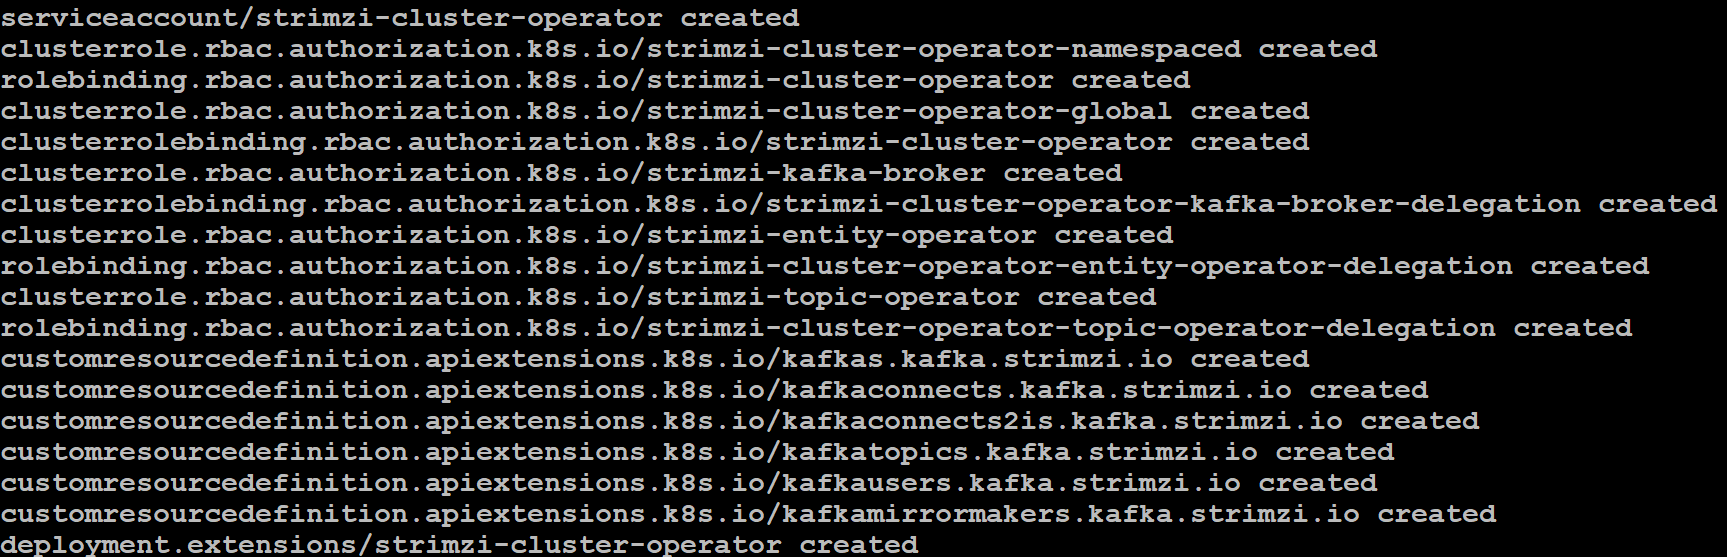 serviceaccount/strimzi-cluster-operator created
clusterrole.rbac.authorization.k8s.io/strimzi-cluster-operator-namespaced created
rolebinding.rbac.authorization.k8s.io/strimzi-cluster-operator created
clusterrole.rbac.authorization.k8s.io/strimzi-cluster-operator-global created
clusterrolebinding.rbac.authorization.k8s.io/strimzi-cluster-operator created
clusterrole.rbac.authorization.k8s.io/strimzi-kafka-broker created
clusterrolebinding.rbac.authorization.k8s.io/strimzi-cluster-operator-kafka-broker-delegation created
clusterrole.rbac.authorization.k8s.io/strimzi-entity-operator created
rolebinding.rbac.authorization.k8s.io/strimzi-cluster-operator-entity-operator-delegation created
clusterrole.rbac.authorization.k8s.io/strimzi-topic-operator created
rolebinding.rbac.authorization.k8s.io/strimzi-cluster-operator-topic-operator-delegation created
customresourcedefinition.apiextensions.k8s.io/kafkas.kafka.strimzi.io created
customresourcedefinition.apiextensions.k8s.io/kafkaconnects.kafka.strimzi.io created
customresourcedefinition.apiextensions.k8s.io/kafkaconnects2is.kafka.strimzi.io created
customresourcedefinition.apiextensions.k8s.io/kafkatopics.kafka.strimzi.io created
customresourcedefinition.apiextensions.k8s.io/kafkausers.kafka.strimzi.io created
customresourcedefinition.apiextensions.k8s.io/kafkamirrormakers.kafka.strimzi.io created
deployment.extensions/strimzi-cluster-operator created